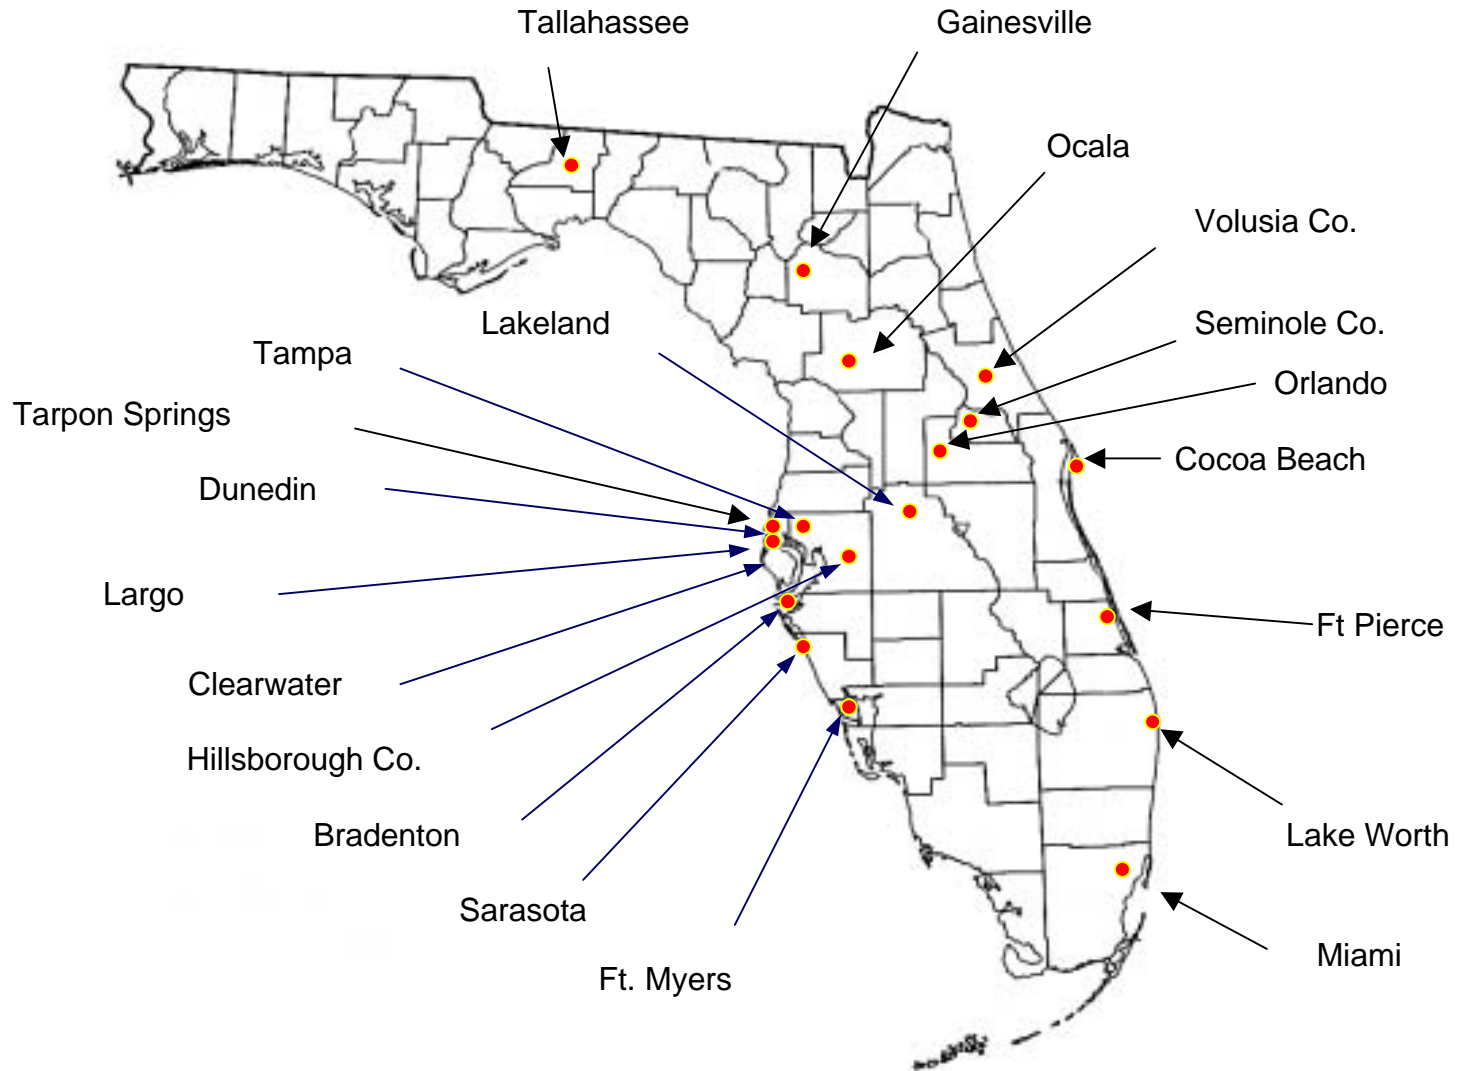 Tallahassee
Gainesville
Ocala
Volusia Co.
Lakeland
Seminole Co.
Tampa
Orlando
Tarpon Springs
Cocoa Beach
Dunedin
Largo
Ft Pierce
Clearwater
Hillsborough Co.
Bradenton
Lake Worth
Sarasota
Miami
Ft. Myers